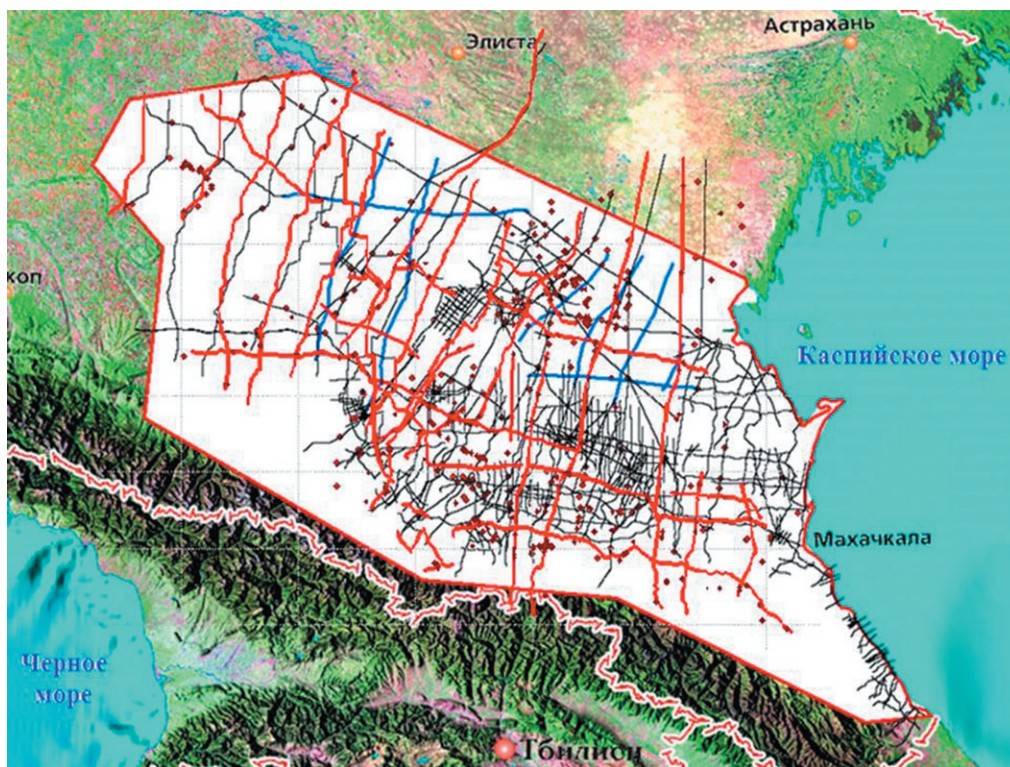 Астрахань
Элиста
коп
Каспийское море
Махачкала
Черное
море
Тбилиси